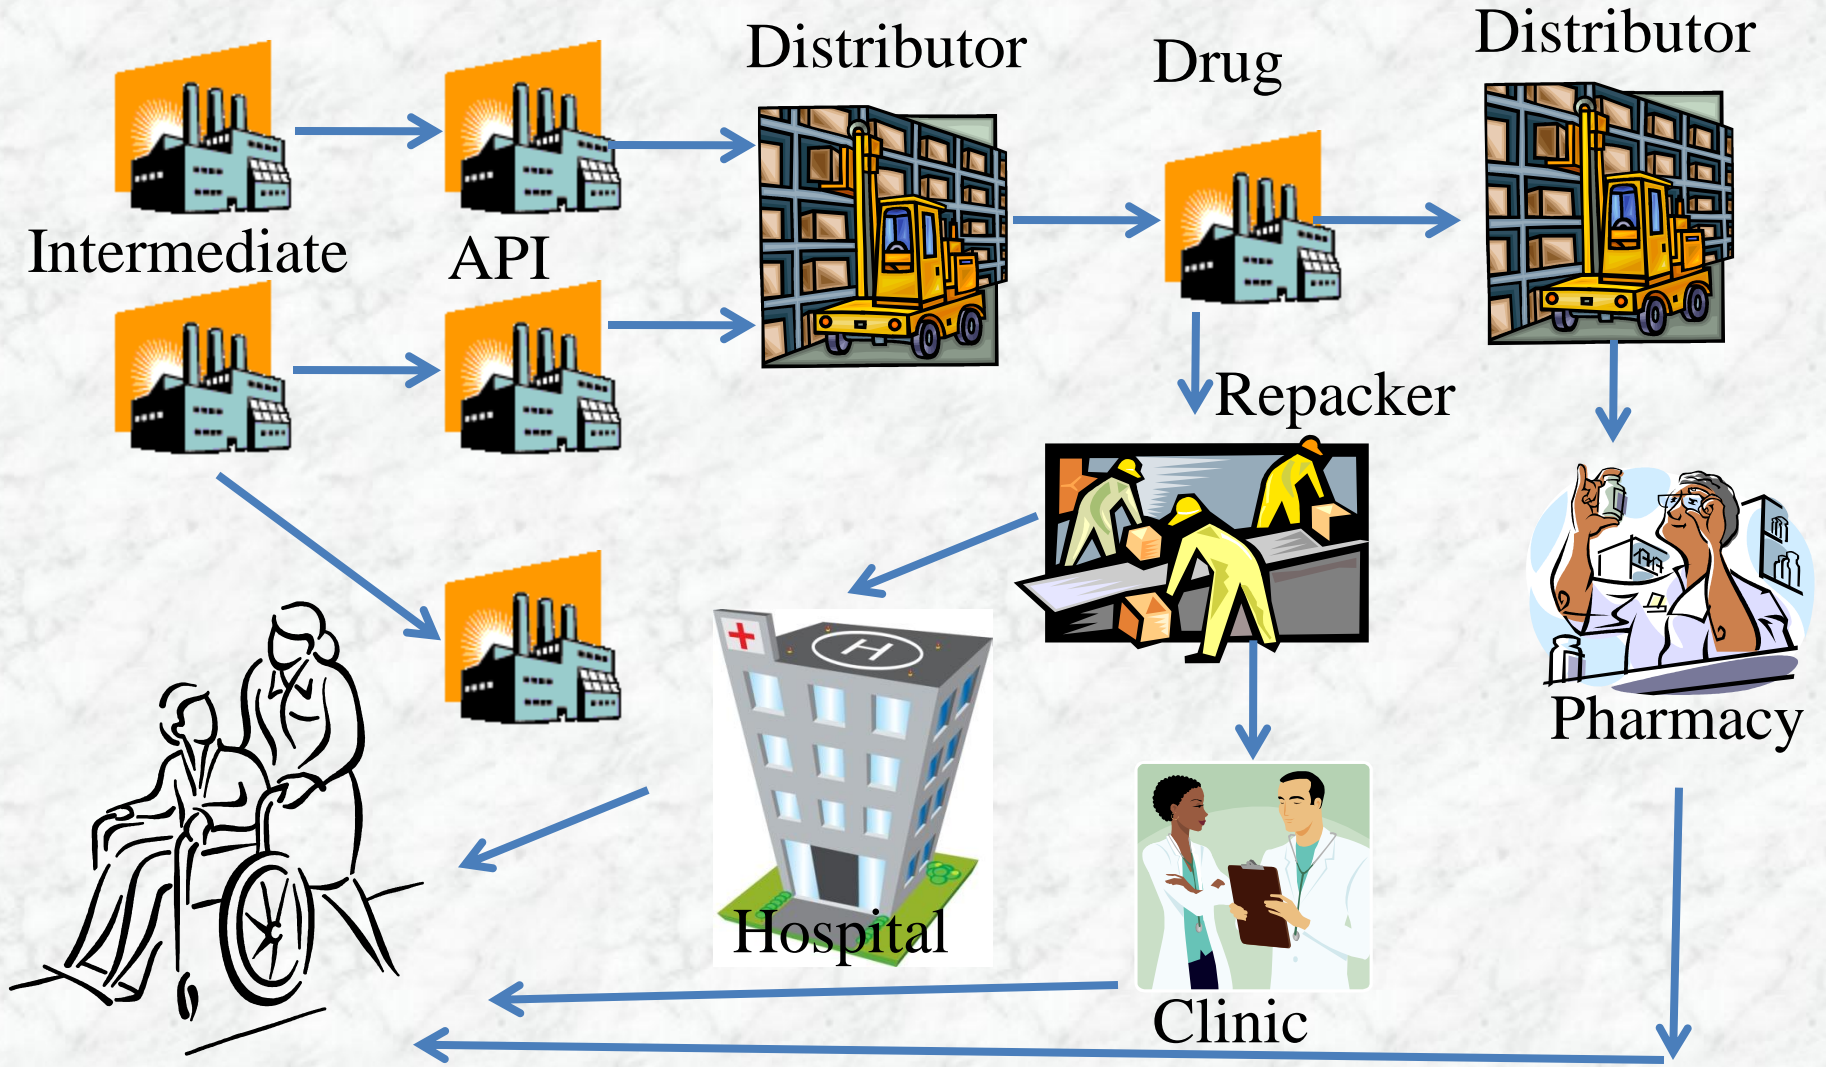 Distributor
Drug
Distributor
Intermediate
API
Repacker
H
Pharmacy
Hospital
Clinic